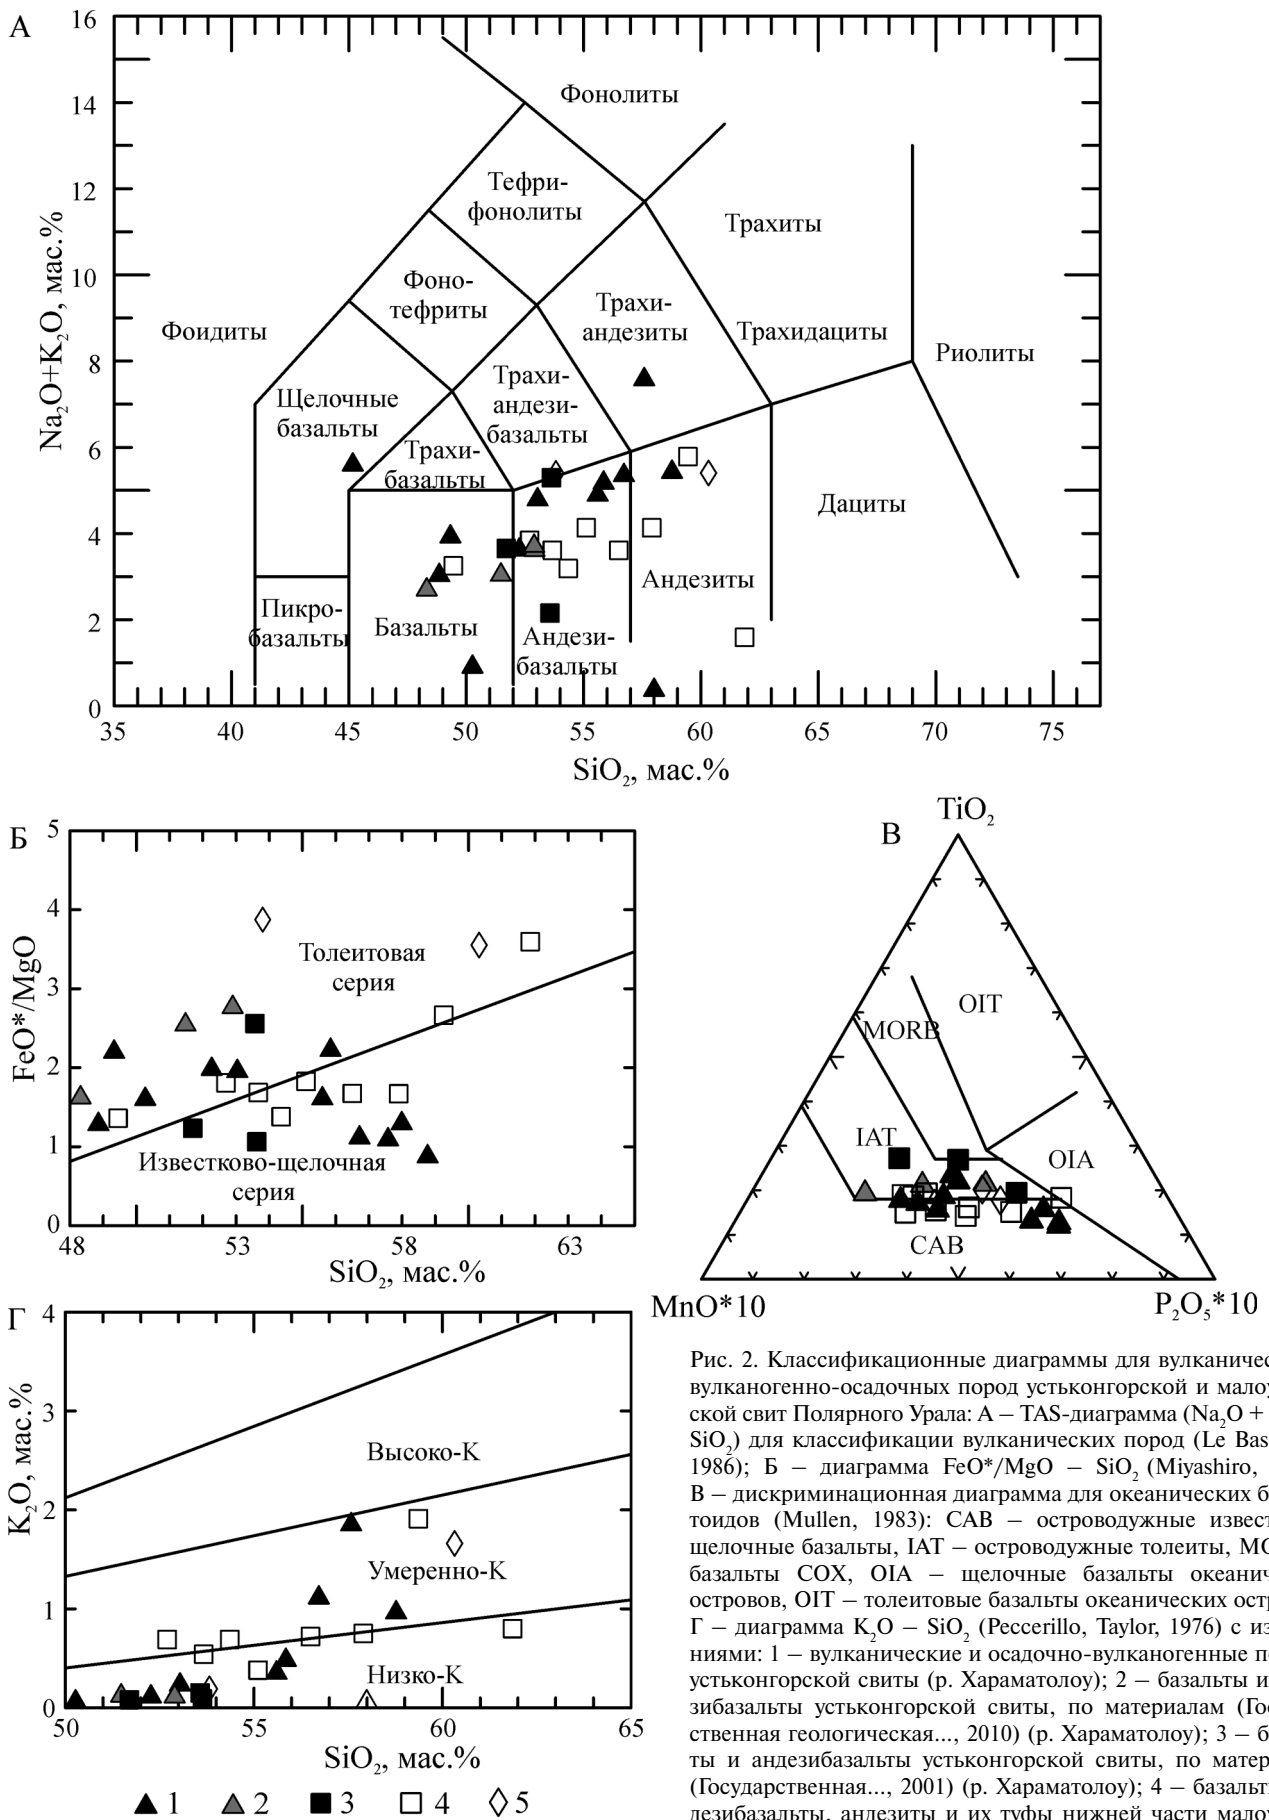 А
16
14
12
10
8
6
4
2
0
Na₂O+K₂O, мас.%
Фонолиты
Тефри-
фонолиты
Трахиты
Фоно-
тефриты
Трахи-
андезиты
Фоидиты
Трахидациты
Риолиты
Щелочные
базальты
Трахи-
андези-
базальты
Трахи-
базальты
Дациты
Андезиты
Пикро-
базальты
Базальты
Андези-
базальты
35 40 45 50 55 60 65 70 75
SiO₂, мас.%
Б
5
4
3
2
1
0
FeO*/MgO
Толеитовая
серия
Известково-щелочная
серия
48 53 58 63
SiO₂, мас.%
В
TiO₂
OIT
MORB
IAT
OIA
CAB
MnO*10
P₂O₅*10
Г
4
3
2
1
0
K₂O, мас.%
Высоко-К
Умеренно-К
Низко-К
50 55 60 65
SiO₂, мас.%
1 2 3 4 5
Рис. 2. Классификационные диаграммы для вулканичес
вулканогенно-осадочных пород устьконгорской и малоу
ской свит Полярного Урала: А – TAS-диаграмма (Na₂O +
SiO₂) для классификации вулканических пород (Le Bas
1986); Б – диаграмма FeO*/MgO – SiO₂ (Miyashiro,
В – дискриминационная диаграмма для океанических б
тоидов (Mullen, 1983): CAB – островодужные извест
щелочные базальты, IAT – островодужные толеиты, MO
базальты СОХ, OIA – щелочные базальты океанич
островов, OIT – толеитовые базальты океанических остр
Г – диаграмма K₂O – SiO₂ (Peccerillo, Taylor, 1976) с из
ниями: 1 – вулканические и осадочно-вулканогенные п
устьконгорской свиты (р. Хараматолоу); 2 – базальты и
зибазальты устьконгорской свиты, по материалам (Го
ственная геологическая..., 2010) (р. Хараматолоу); 3 – б
ты и андезибазальты устьконгорской свиты, по матер
(Государственная..., 2001) (р. Хараматолоу); 4 – базальт
дезибазальты, андезиты и их туфы нижней части мало